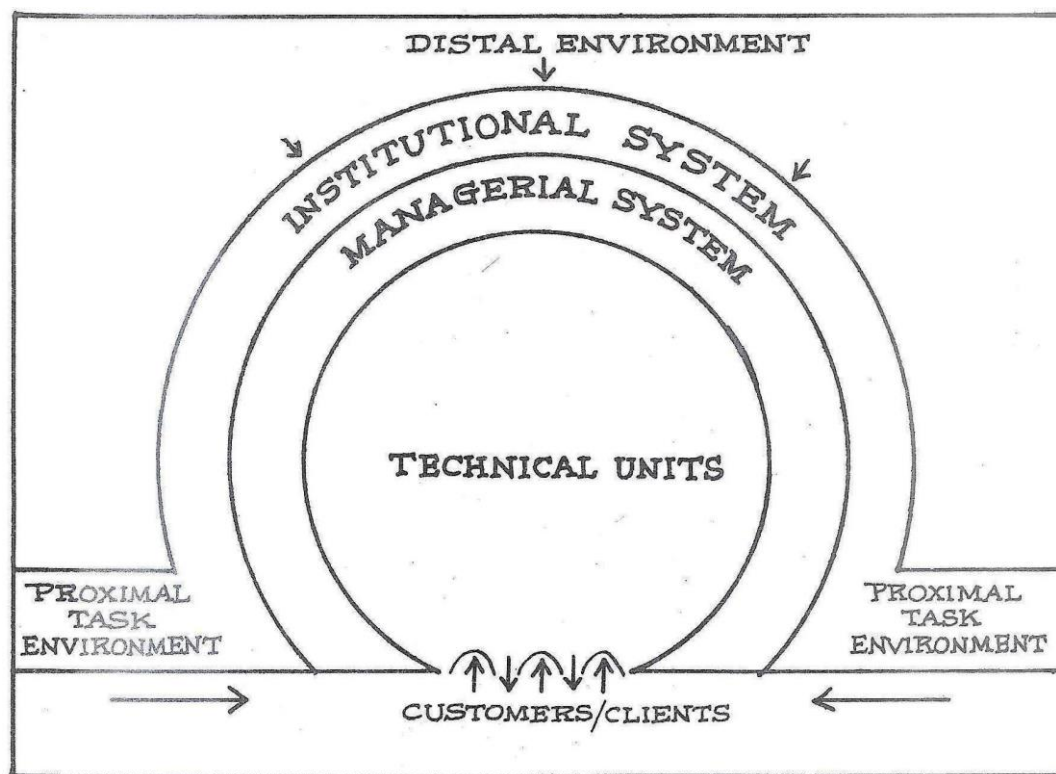 DISTAL ENVIRONMENT
INSTITUTIONAL SYSTEM
MANAGERIAL SYSTEM
TECHNICAL UNITS
PROXIMAL
TASK
ENVIRONMENT
PROXIMAL
TASK
ENVIRONMENT
CUSTOMERS/CLIENTS